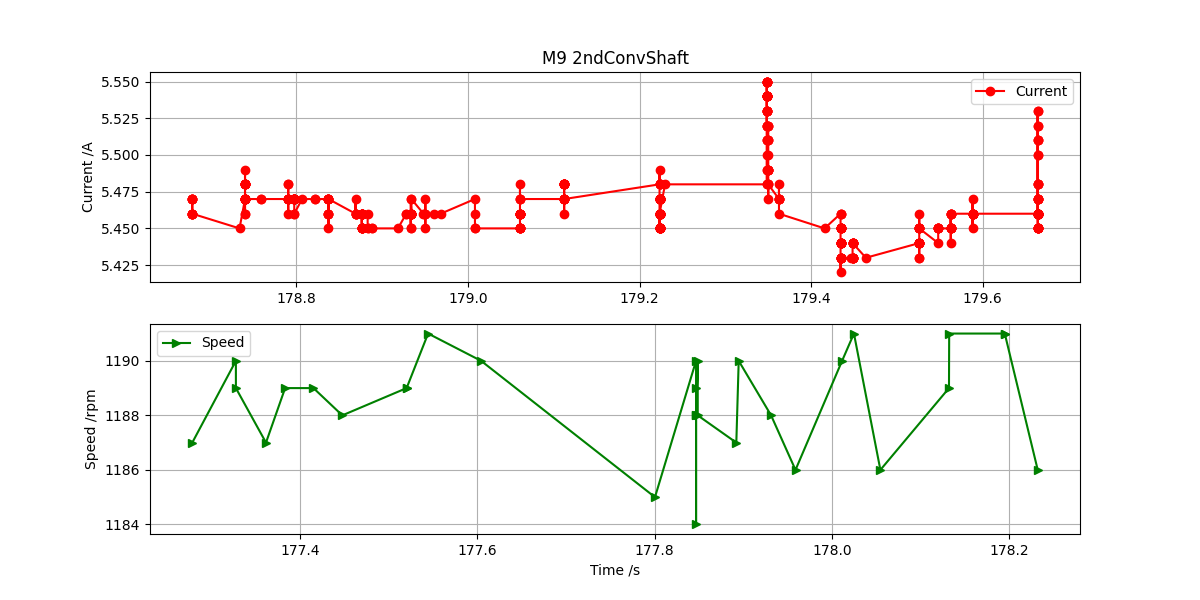 M9 2ndConvShaft
5.550
5.525
5.500
5.475
5.450
5.425
Current /A
Current
178.8 179.0 179.2 179.4 179.6
1190
1188
1186
1184
Speed /rpm
Speed
177.4 177.6 177.8 178.0 178.2
Time /s